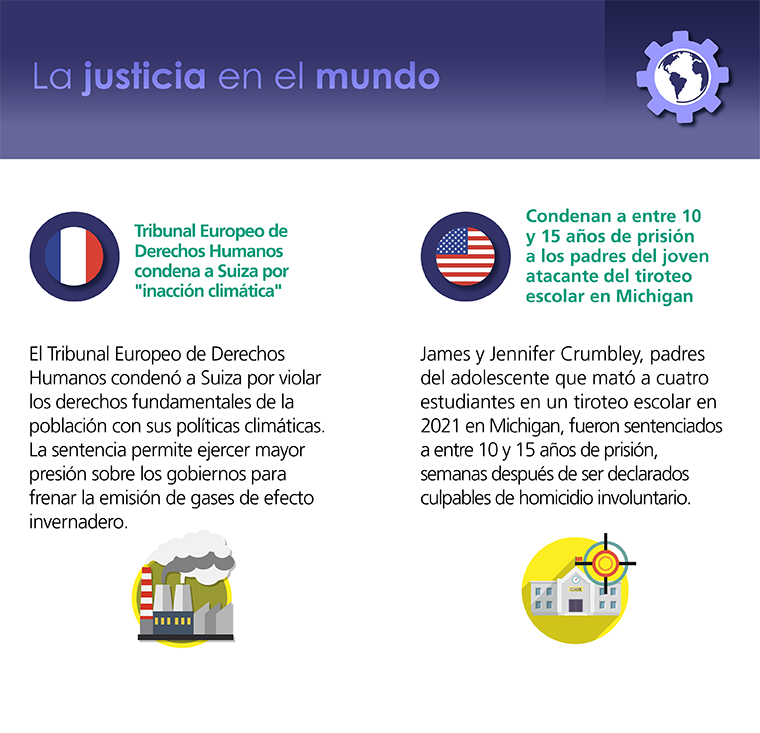 La justicia en el mundo
Tribunal Europeo de
Derechos Humanos
condena a Suiza por
"inacción climática"
El Tribunal Europeo de Derechos
Humanos condenó a Suiza por violar
los derechos fundamentales de la
población con sus políticas climáticas.
La sentencia permite ejercer mayor
presión sobre los gobiernos para
frenar la emisión de gases de efecto
invernadero.
Condenan a entre 10
y 15 años de prisión
a los padres del joven
atacante del tiroteo
escolar en Michigan
James y Jennifer Crumbley, padres
del adolescente que mató a cuatro
estudiantes en un tiroteo escolar en
2021 en Michigan, fueron sentenciados
a entre 10 y 15 años de prisión,
semanas después de ser declarados
culpables de homicidio involuntario.